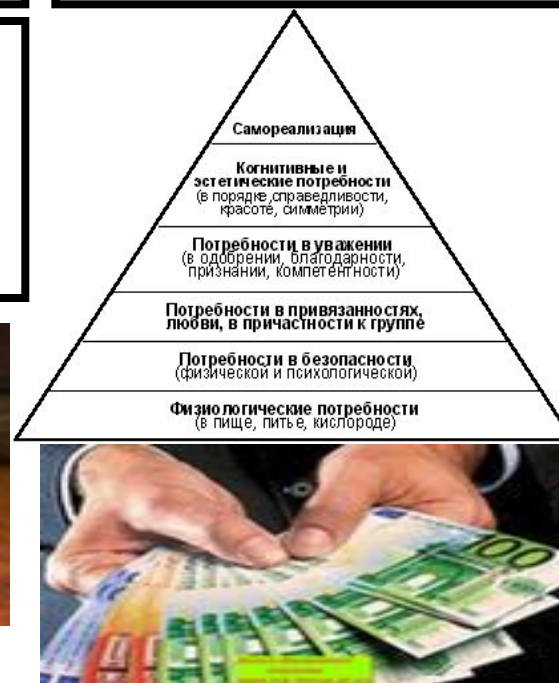 Самореализация
Когнитивные и
эстетические потребности
(в порядке,справедливости,
красоте, симметрии)
Потребности в уважении
(в одобрении, благодарности,
признании, компетентности)
Потребности в привязанностях,
любви, в причастности к группе
Потребности в безопасности
(физической и психологической)
Физиологические потребности
(в пище, питье, кислороде)
100